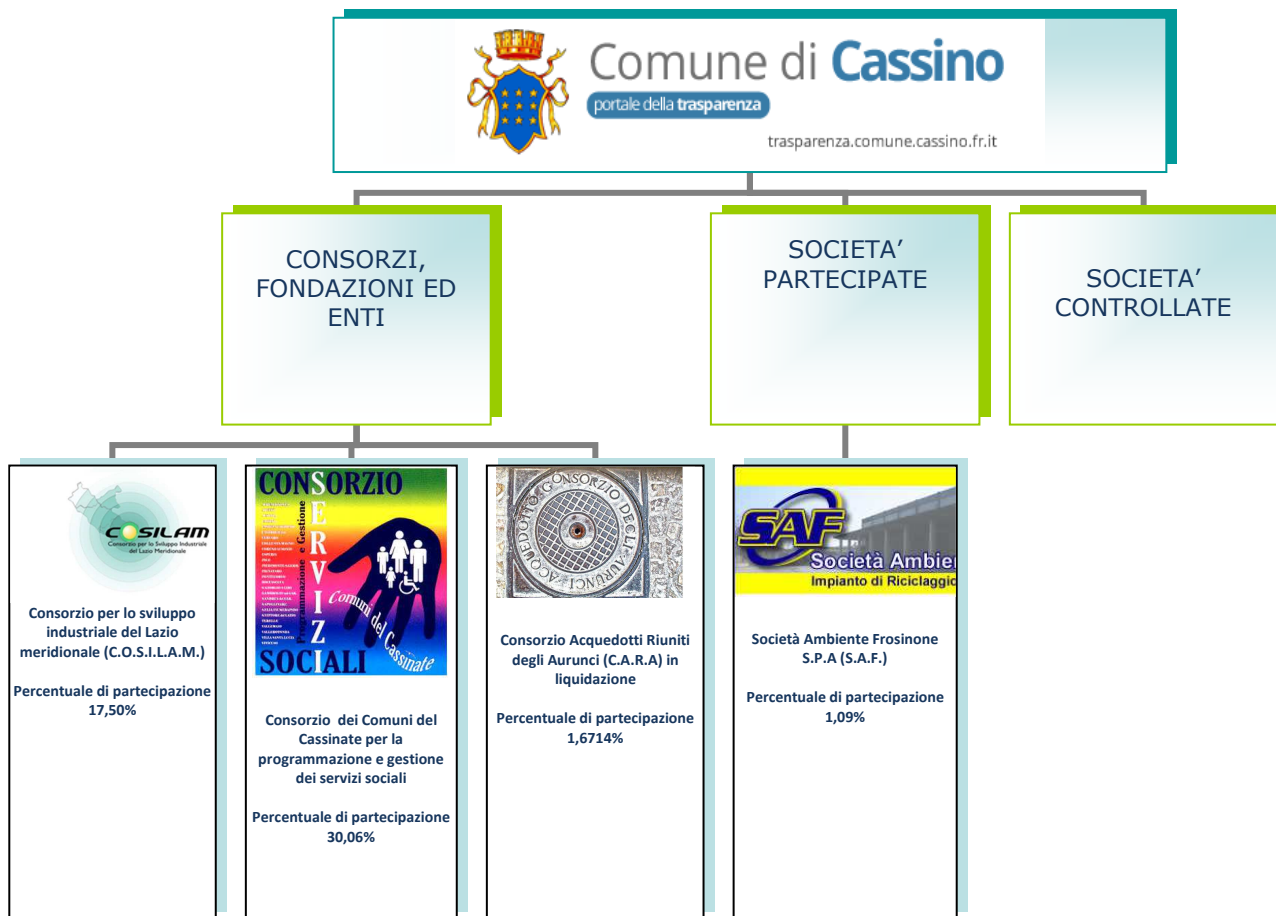 Comune di Cassino
portale della trasparenza
trasparenza.comune.cassino.fr.it
CONSORZI,
FONDAZIONI ED
ENTI
SOCIETA’
PARTECIPATE
SOCIETA’
CONTROLLATE
COSILAM
Consorzio per lo Sviluppo Industriale
del Lazio Meridionale
Consorzio per lo sviluppo
industriale del Lazio
meridionale (C.O.S.I.L.A.M.)
Percentuale di partecipazione
17,50%
CONSORZIO
SERVIZI
Programmazione e Gestione
Comuni del Cassinate
SOCIALI
Consorzio dei Comuni del
Cassinate per la
programmazione e gestione
dei servizi sociali
Percentuale di partecipazione
30,06%
ACQUEDOTTO CONSORZIO DEGLI AURUNCI
Consorzio Acquedotti Riuniti
degli Aurunci (C.A.R.A) in
liquidazione
Percentuale di partecipazione
1,6714%
SAF
Società Ambie
Impianto di Riciclaggio
Società Ambiente Frosinone
S.P.A (S.A.F.)
Percentuale di partecipazione
1,09%